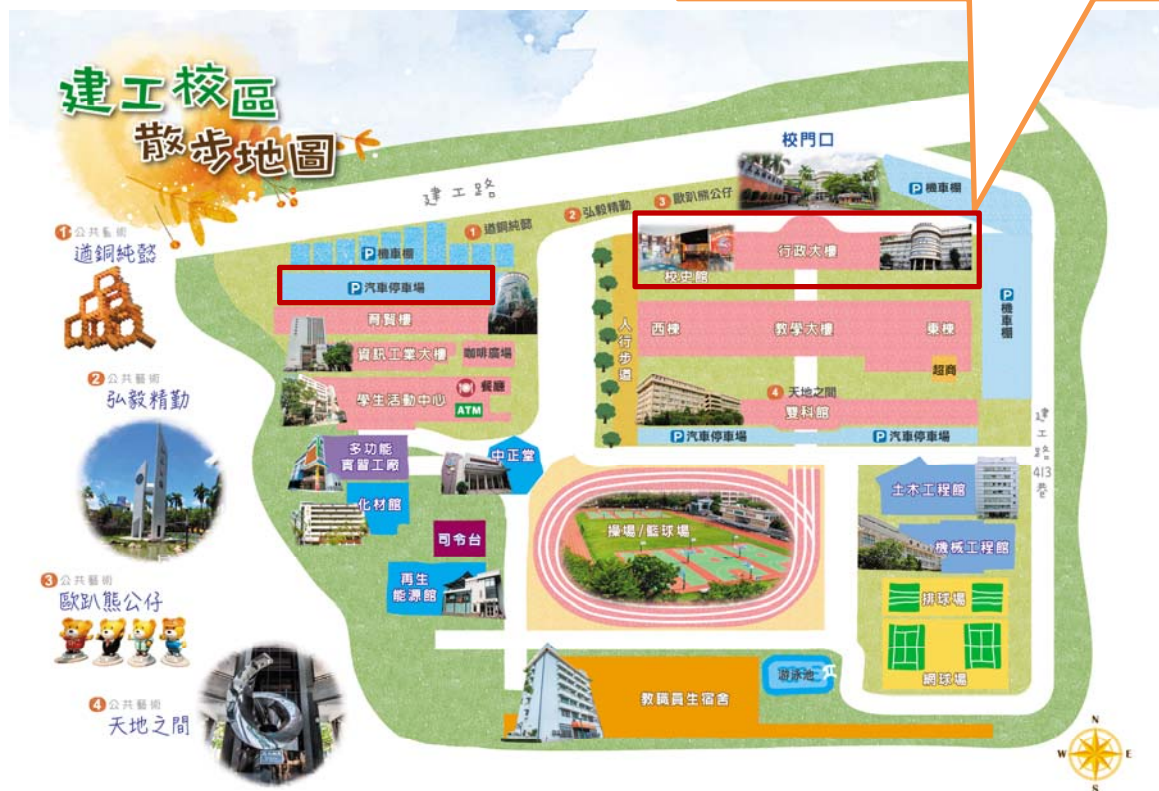 建工校區
散步地圖
校門口
建工路
P 機車棚
3 歐趴熊公仔
2 弘毅精勤
1 道銅純懿
1 公共藝術
遒銅純懿
P 機車棚
P 汽車停車場
行政大樓
校史館
育賢樓
P 機車棚
人行步道
西棟
教學大樓
東棟
資訊工業大樓
咖啡廣場
超商
2 公共藝術
弘毅精勤
餐廳
學生活動中心
ATM
4 天地之間
雙科館
P 汽車停車場
P 汽車停車場
建工路413巷
多功能
實習工廠
中正堂
土木工程館
化材館
操場/籃球場
司令台
機械工程館
3 公共藝術
歐趴熊公仔
再生
能源館
排球場
游泳池
網球場
教職員生宿舍
4 公共藝術
天地之間
N
W
E
S